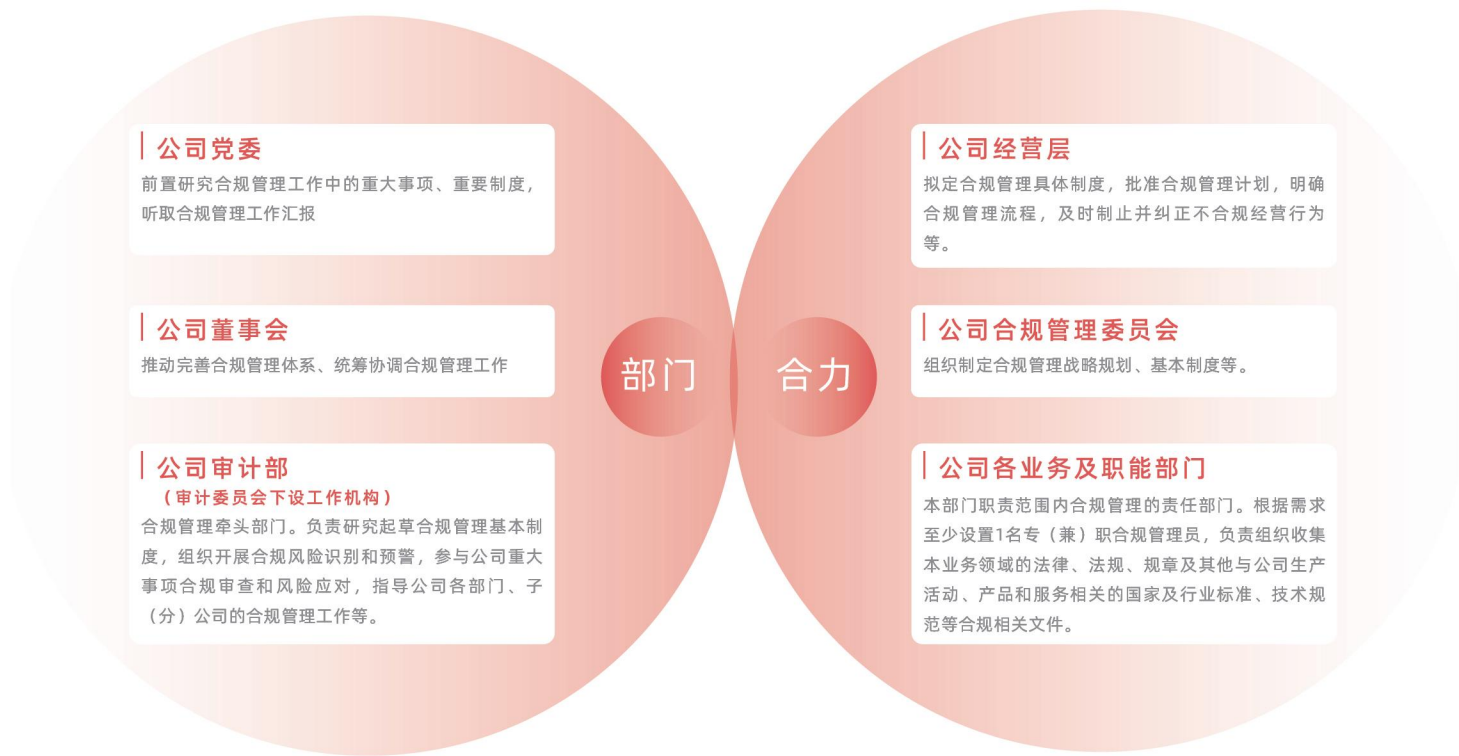 公司党委
前置研究合规管理工作中的重大事项、重要制度，
听取合规管理工作汇报
公司董事会
推动完善合规管理体系、统筹协调合规管理工作
公司审计部
（审计委员会下设工作机构）
合规管理牵头部门。负责研究起草合规管理基本制
度，组织开展合规风险识别和预警，参与公司重大
事项合规审查和风险应对，指导公司各部门、子
（分）公司的合规管理工作等。
部门
合力
公司经营层
拟定合规管理具体制度，批准合规管理计划，明确
合规管理流程，及时制止并纠正不合规经营行为
等。
公司合规管理委员会
组织制定合规管理战略规划、基本制度等。
公司各业务及职能部门
本部门职责范围内合规管理的责任部门。根据需求
至少设置1名专（兼）职合规管理员，负责组织收集
本业务领域的法律、法规、规章及其他与公司生产
活动、产品和服务相关的国家及行业标准、技术规
范等合规相关文件。